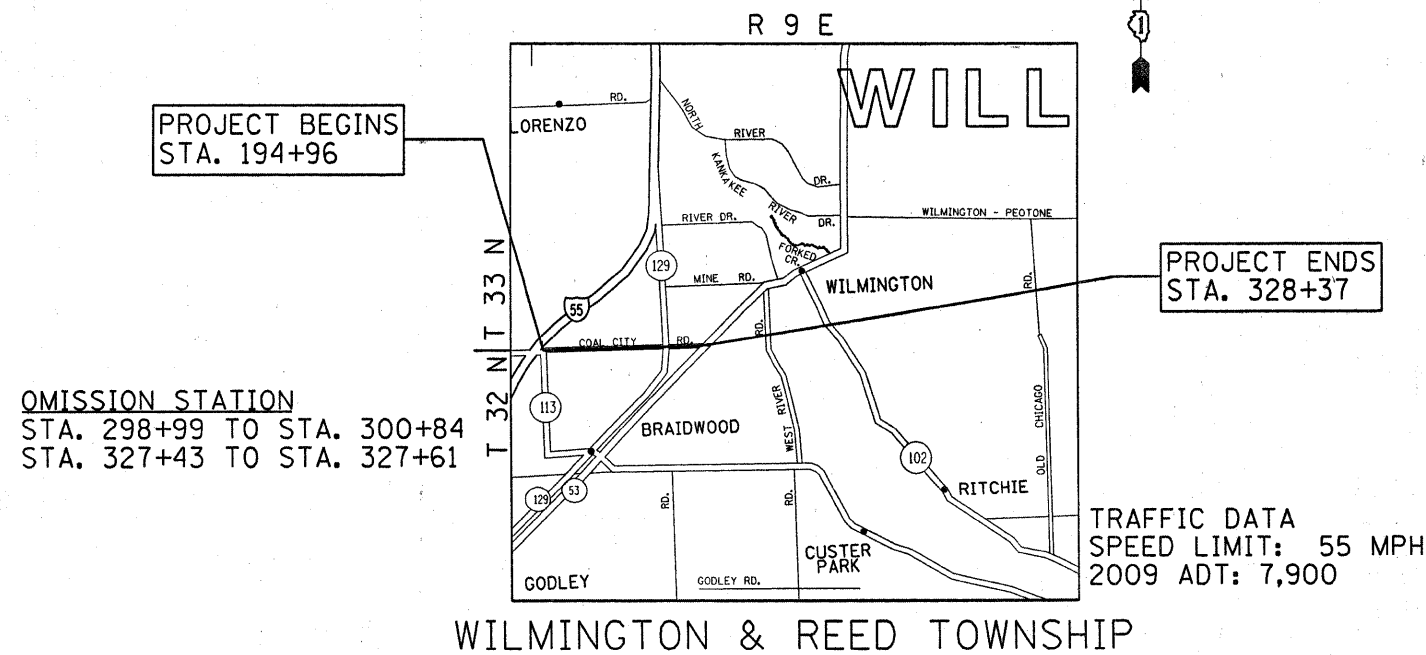 R 9 E
1
WILL
PROJECT BEGINS
STA. 194+96
RD.
LORENZO
NORTH
RIVER
DR.
KANKAKEE
RIVER
DR.
RIVER DR.
WILMINGTON - PEOTONE
FORKED
CR.
129
MINE RD.
WILMINGTON
RD.
PROJECT ENDS
STA. 328+37
T 33 N
55
COAL CITY RD.
RD.
T 32 N
113
OMISSION STATION
STA. 298+99 TO STA. 300+84
STA. 327+43 TO STA. 327+61
BRAIDWOOD
WEST RIVER
OLD CHICAGO
102
RITCHIE
129
53
RD.
RD.
TRAFFIC DATA
SPEED LIMIT: 55 MPH
2009 ADT: 7,900
CUSTER
PARK
GODLEY
GODLEY RD.
WILMINGTON & REED TOWNSHIP